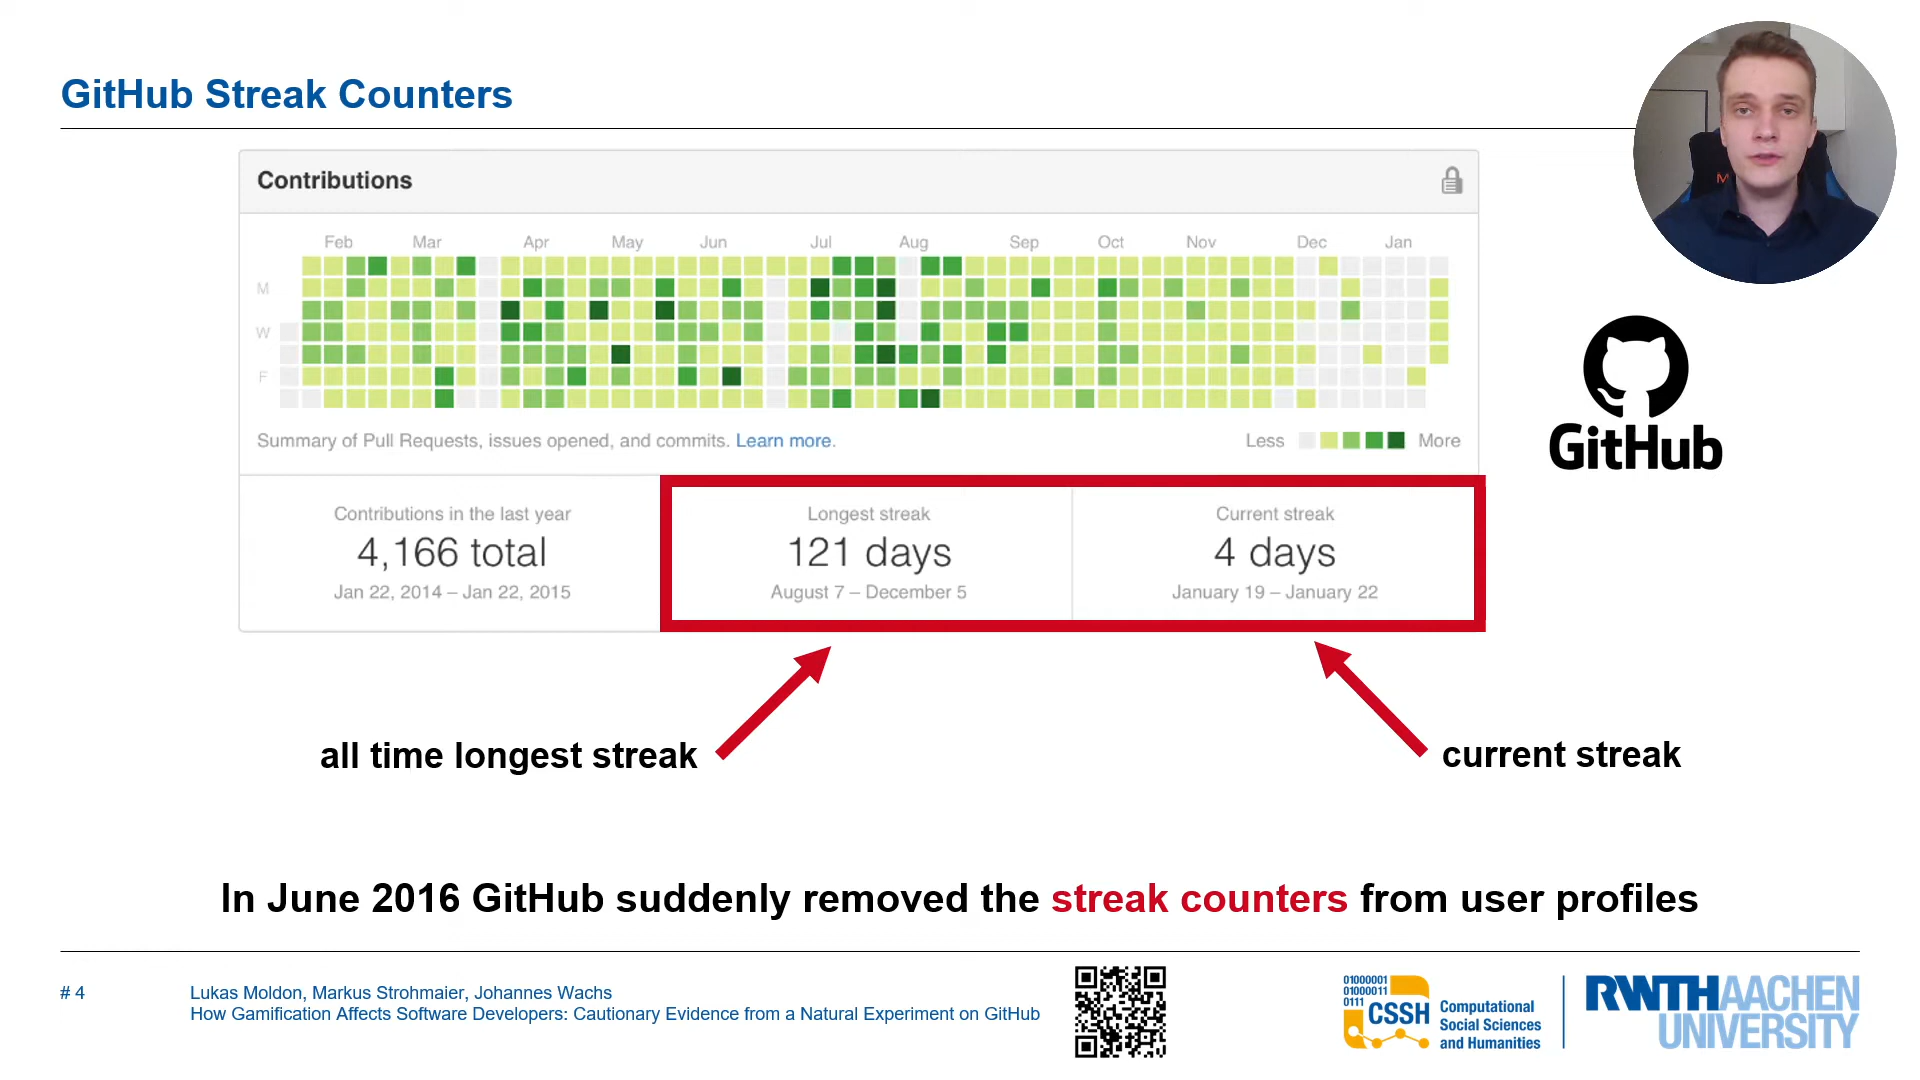 GitHub Streak Counters
Contributions
Feb Mar Apr May Jun Jul Aug Sep Oct Nov Dec Jan
M
W
F
Summary of Pull Requests, issues opened, and commits. Learn more.
Less More
Contributions in the last year
4,166 total
Jan 22, 2014 – Jan 22, 2015
Longest streak
121 days
August 7 – December 5
Current streak
4 days
January 19 – January 22
GitHub
all time longest streak
current streak
In June 2016 GitHub suddenly removed the streak counters from user profiles
# 4
Lukas Moldon, Markus Strohmaier, Johannes Wachs
How Gamification Affects Software Developers: Cautionary Evidence from a Natural Experiment on GitHub
01000001
01000011
0111
CSSH
Computational
Social Sciences
and Humanities
RWTH AACHEN
UNIVERSITY